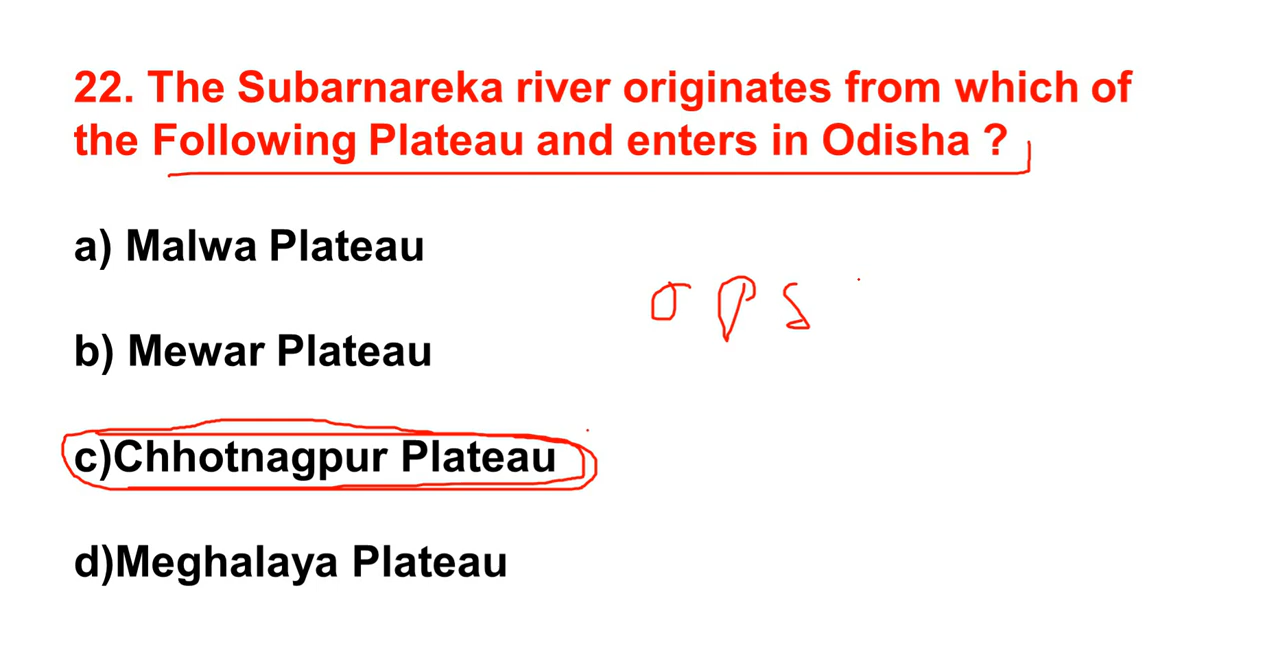 22. The Subarnareka river originates from which of
the Following Plateau and enters in Odisha ?
a) Malwa Plateau
b) Mewar Plateau
c)Chhotnagpur Plateau
d)Meghalaya Plateau